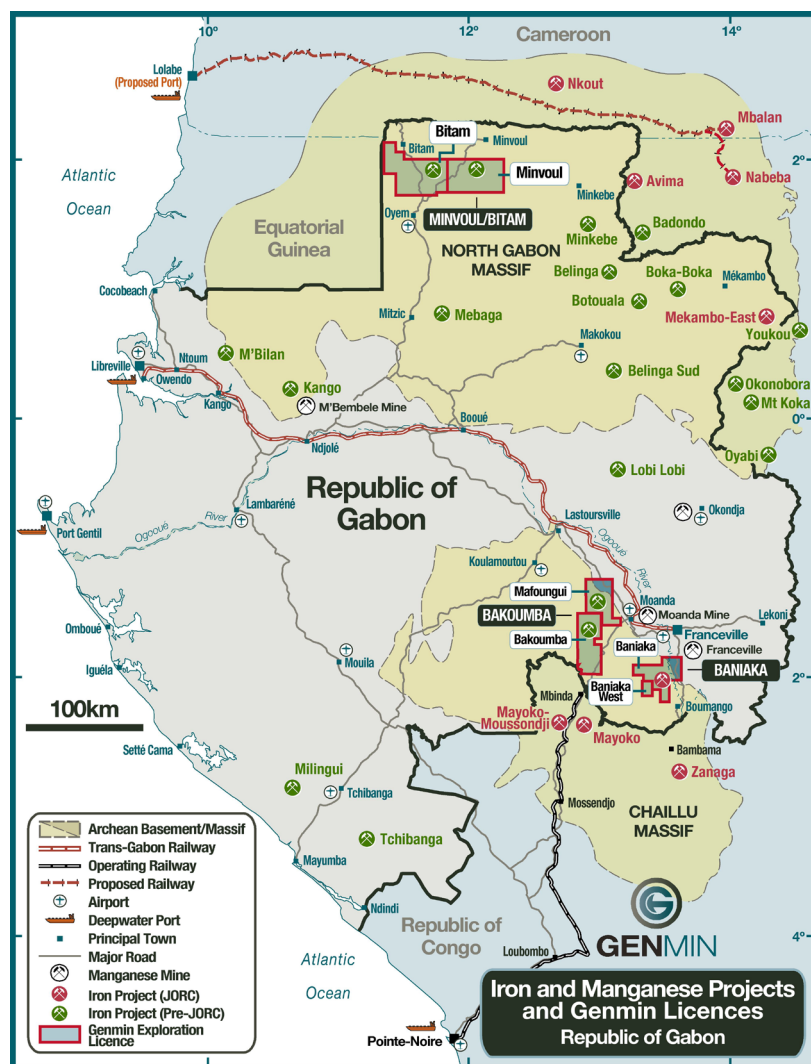 10°
12°
14°
Cameroon
Lolabe
(Proposed Port)
Nkout
Mbalan
Bitam
Bitam
Minvoul
2°
Minvoul
Avima
Nabeba
Atlantic
Ocean
Minkebe
MINVOUL/BITAM
Oyem
Equatorial
Guinea
NORTH GABON
MASSIF
Minkebe
Badondo
Belinga
Boka-Boka
Mékambo
Cocobeach
Botouala
Mitzic
Mebaga
Mekambo-East
Youkou
Makokou
M'Bilan
Libreville
Ntoum
Owendo
Belinga Sud
Okonobora
Kango
Kango
M'Bembele Mine
Mt Koka
0°
Booué
Ndjolé
Oyabi
Lobi Lobi
Republic of
Gabon
Lambaréné
Okondja
Port Gentil
Ogooué
River
Lastoursville
Ogooué
River
Koulamoutou
Mafoungui
Moanda
BAKOUMBA
Moanda Mine
Lekoni
Omboué
Bakoumba
Franceville
Baniaka
Franceville
Mouila
Iguéla
BANIAKA
2°
100km
Mbinda
Baniaka
West
Boumango
Mayoko-
Moussondji
Mayoko
Setté Cama
Bambama
Zanaga
Milingui
Tchibanga
Mossendjo
CHAILLU
MASSIF
Tchibanga
Mayumba
Ndindi
Republic of
Congo
GENMIN
4°
Loubombo
Atlantic
Ocean
Pointe-Noire
Archean Basement/Massif
Trans-Gabon Railway
Operating Railway
Proposed Railway
Airport
Deepwater Port
Principal Town
Major Road
Manganese Mine
Iron Project (JORC)
Iron Project (Pre-JORC)
Genmin Exploration
Licence
Iron and Manganese Projects
and Genmin Licences
Republic of Gabon
10°
12°
14°